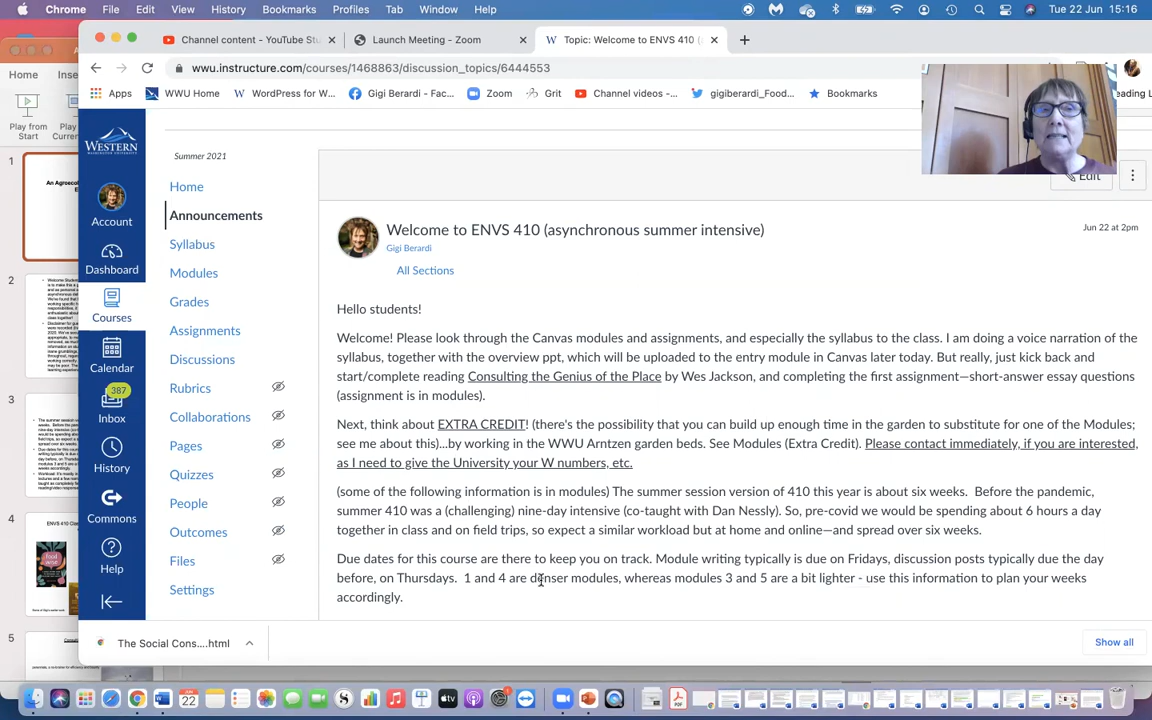 Chrome File Edit View History Bookmarks Profiles Tab Window Help Tue 22 Jun 15:16
Channel content - YouTube Stu
Launch Meeting - Zoom
Topic: Welcome to ENVS 410 (
wwu.instructure.com/courses/1468863/discussion_topics/6444553
Apps WWU Home WordPress for W... Gigi Berardi - Fac... Zoom Grit Channel videos -... gigiberardi_Food... Bookmarks eading L
Home Inse
Play from
Start
Play
Curren
1
2
3
4
5
WESTERN
WASHINGTON UNIVERSITY
Account
Dashboard
Courses
Calendar
387
Inbox
History
Commons
Help
Summer 2021
Home
Announcements
Syllabus
Modules
Grades
Assignments
Discussions
Rubrics
Collaborations
Pages
Quizzes
People
Outcomes
Files
Settings
Edit
Welcome to ENVS 410 (asynchronous summer intensive)
Jun 22 at 2pm
Gigi Berardi
All Sections
Hello students!
Welcome! Please look through the Canvas modules and assignments, and especially the syllabus to the class. I am doing a voice narration of the
syllabus, together with the overview ppt, which will be uploaded to the entry module in Canvas later today. But really, just kick back and
start/complete reading Consulting the Genius of the Place by Wes Jackson, and completing the first assignment—short-answer essay questions
(assignment is in modules).
Next, think about EXTRA CREDIT! (there's the possibility that you can build up enough time in the garden to substitute for one of the Modules;
see me about this)...by working in the WWU Arntzen garden beds. See Modules (Extra Credit). Please contact immediately, if you are interested,
as I need to give the University your W numbers, etc.
(some of the following information is in modules) The summer session version of 410 this year is about six weeks. Before the pandemic,
summer 410 was a (challenging) nine-day intensive (co-taught with Dan Nessly). So, pre-covid we would be spending about 6 hours a day
together in class and on field trips, so expect a similar workload but at home and online—and spread over six weeks.
Due dates for this course are there to keep you on track. Module writing typically is due on Fridays, discussion posts typically due the day
before, on Thursdays. 1 and 4 are denser modules, whereas modules 3 and 5 are a bit lighter - use this information to plan your weeks
accordingly.
The Social Cons....html
Show all